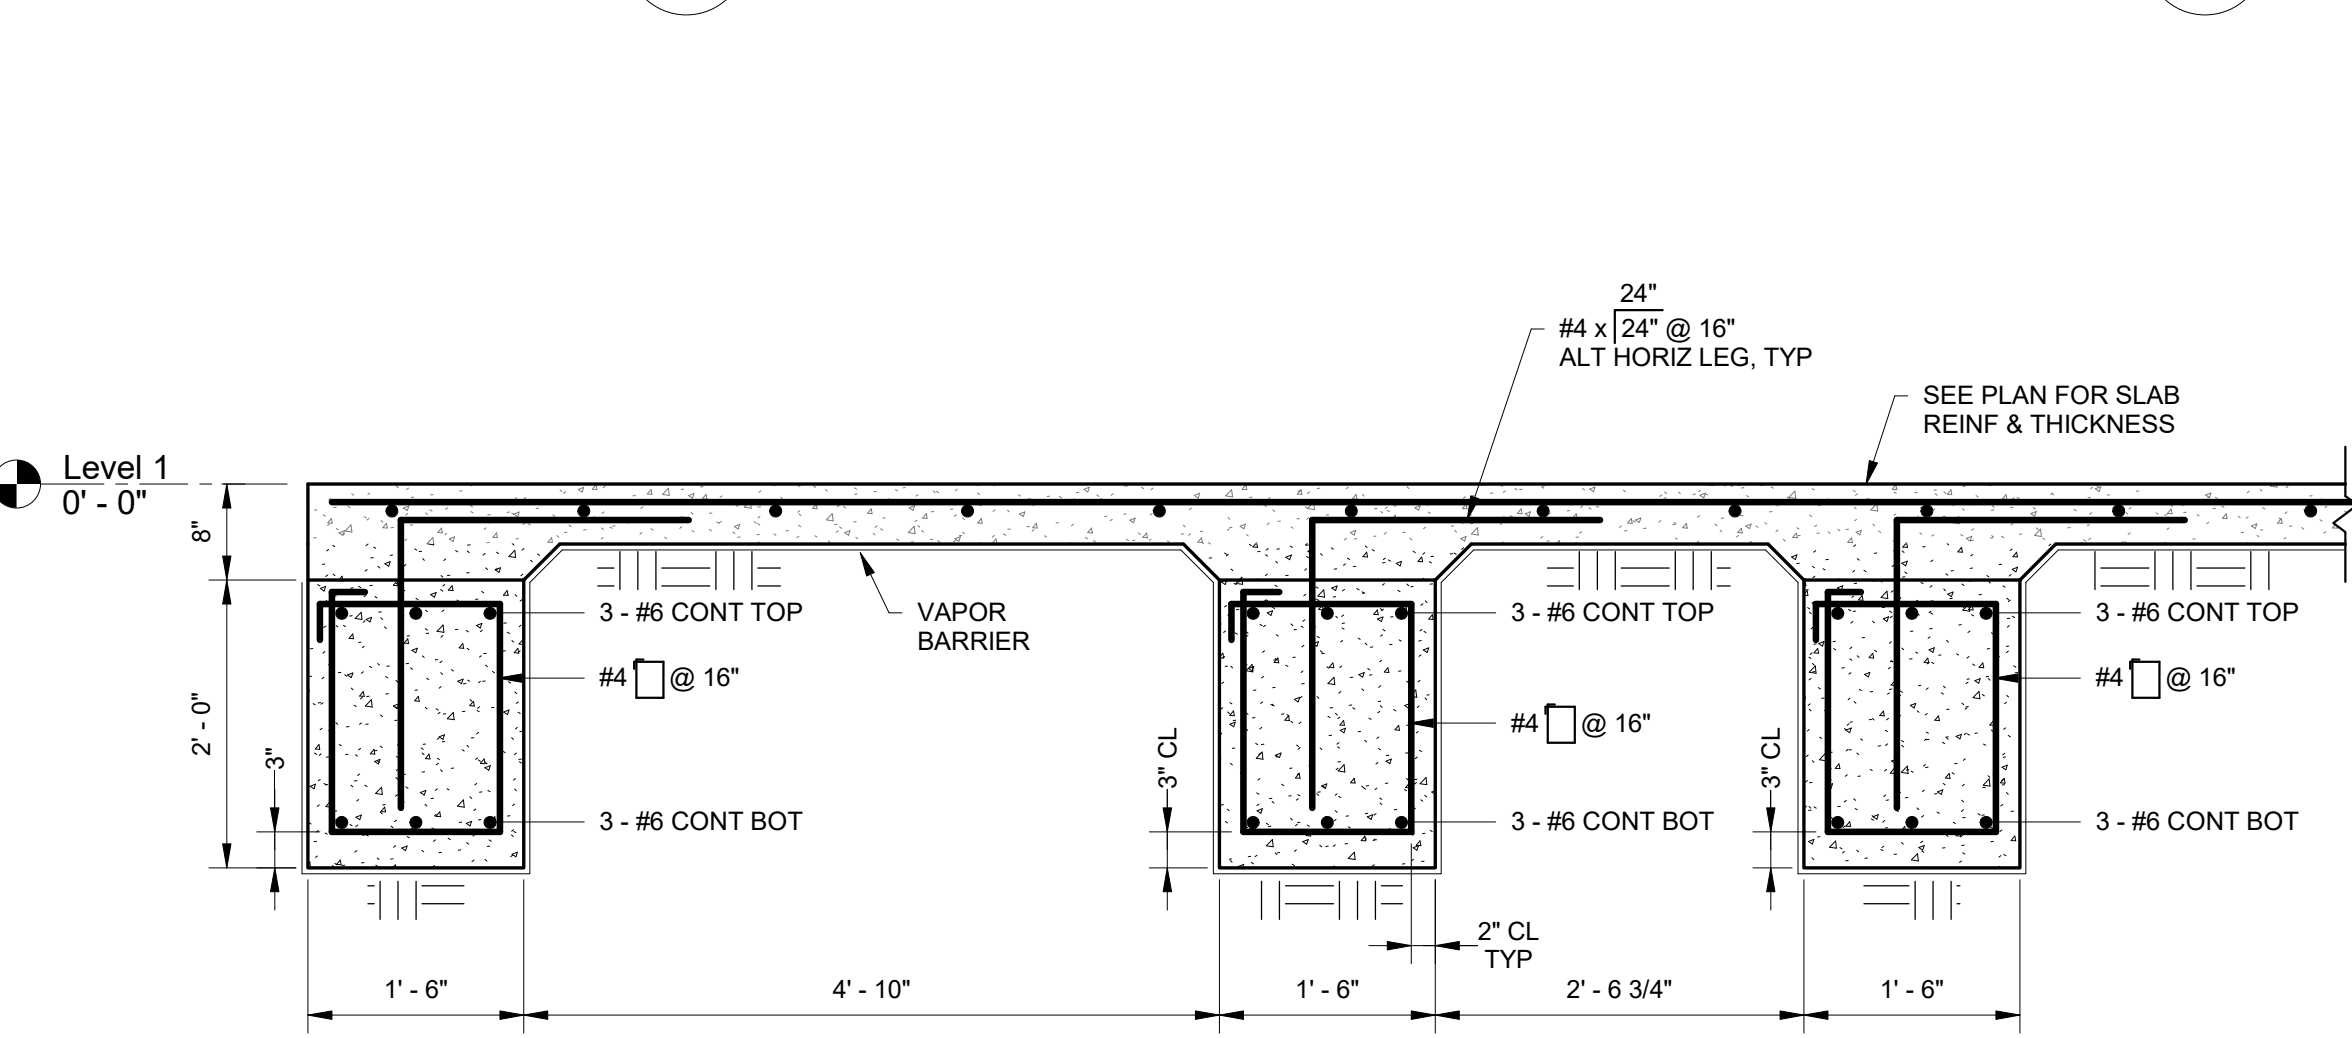 24"
#4 x 24" @ 16"
ALT HORIZ LEG, TYP
SEE PLAN FOR SLAB
REINF & THICKNESS
Level 1
0' - 0"
8"
2' - 0"
3"
3 - #6 CONT TOP
#4 @ 16"
3 - #6 CONT BOT
VAPOR
BARRIER
3" CL
3 - #6 CONT TOP
#4 @ 16"
3 - #6 CONT BOT
2" CL
TYP
3" CL
3 - #6 CONT TOP
#4 @ 16"
3 - #6 CONT BOT
1' - 6"
4' - 10"
1' - 6"
2' - 6 3/4"
1' - 6"